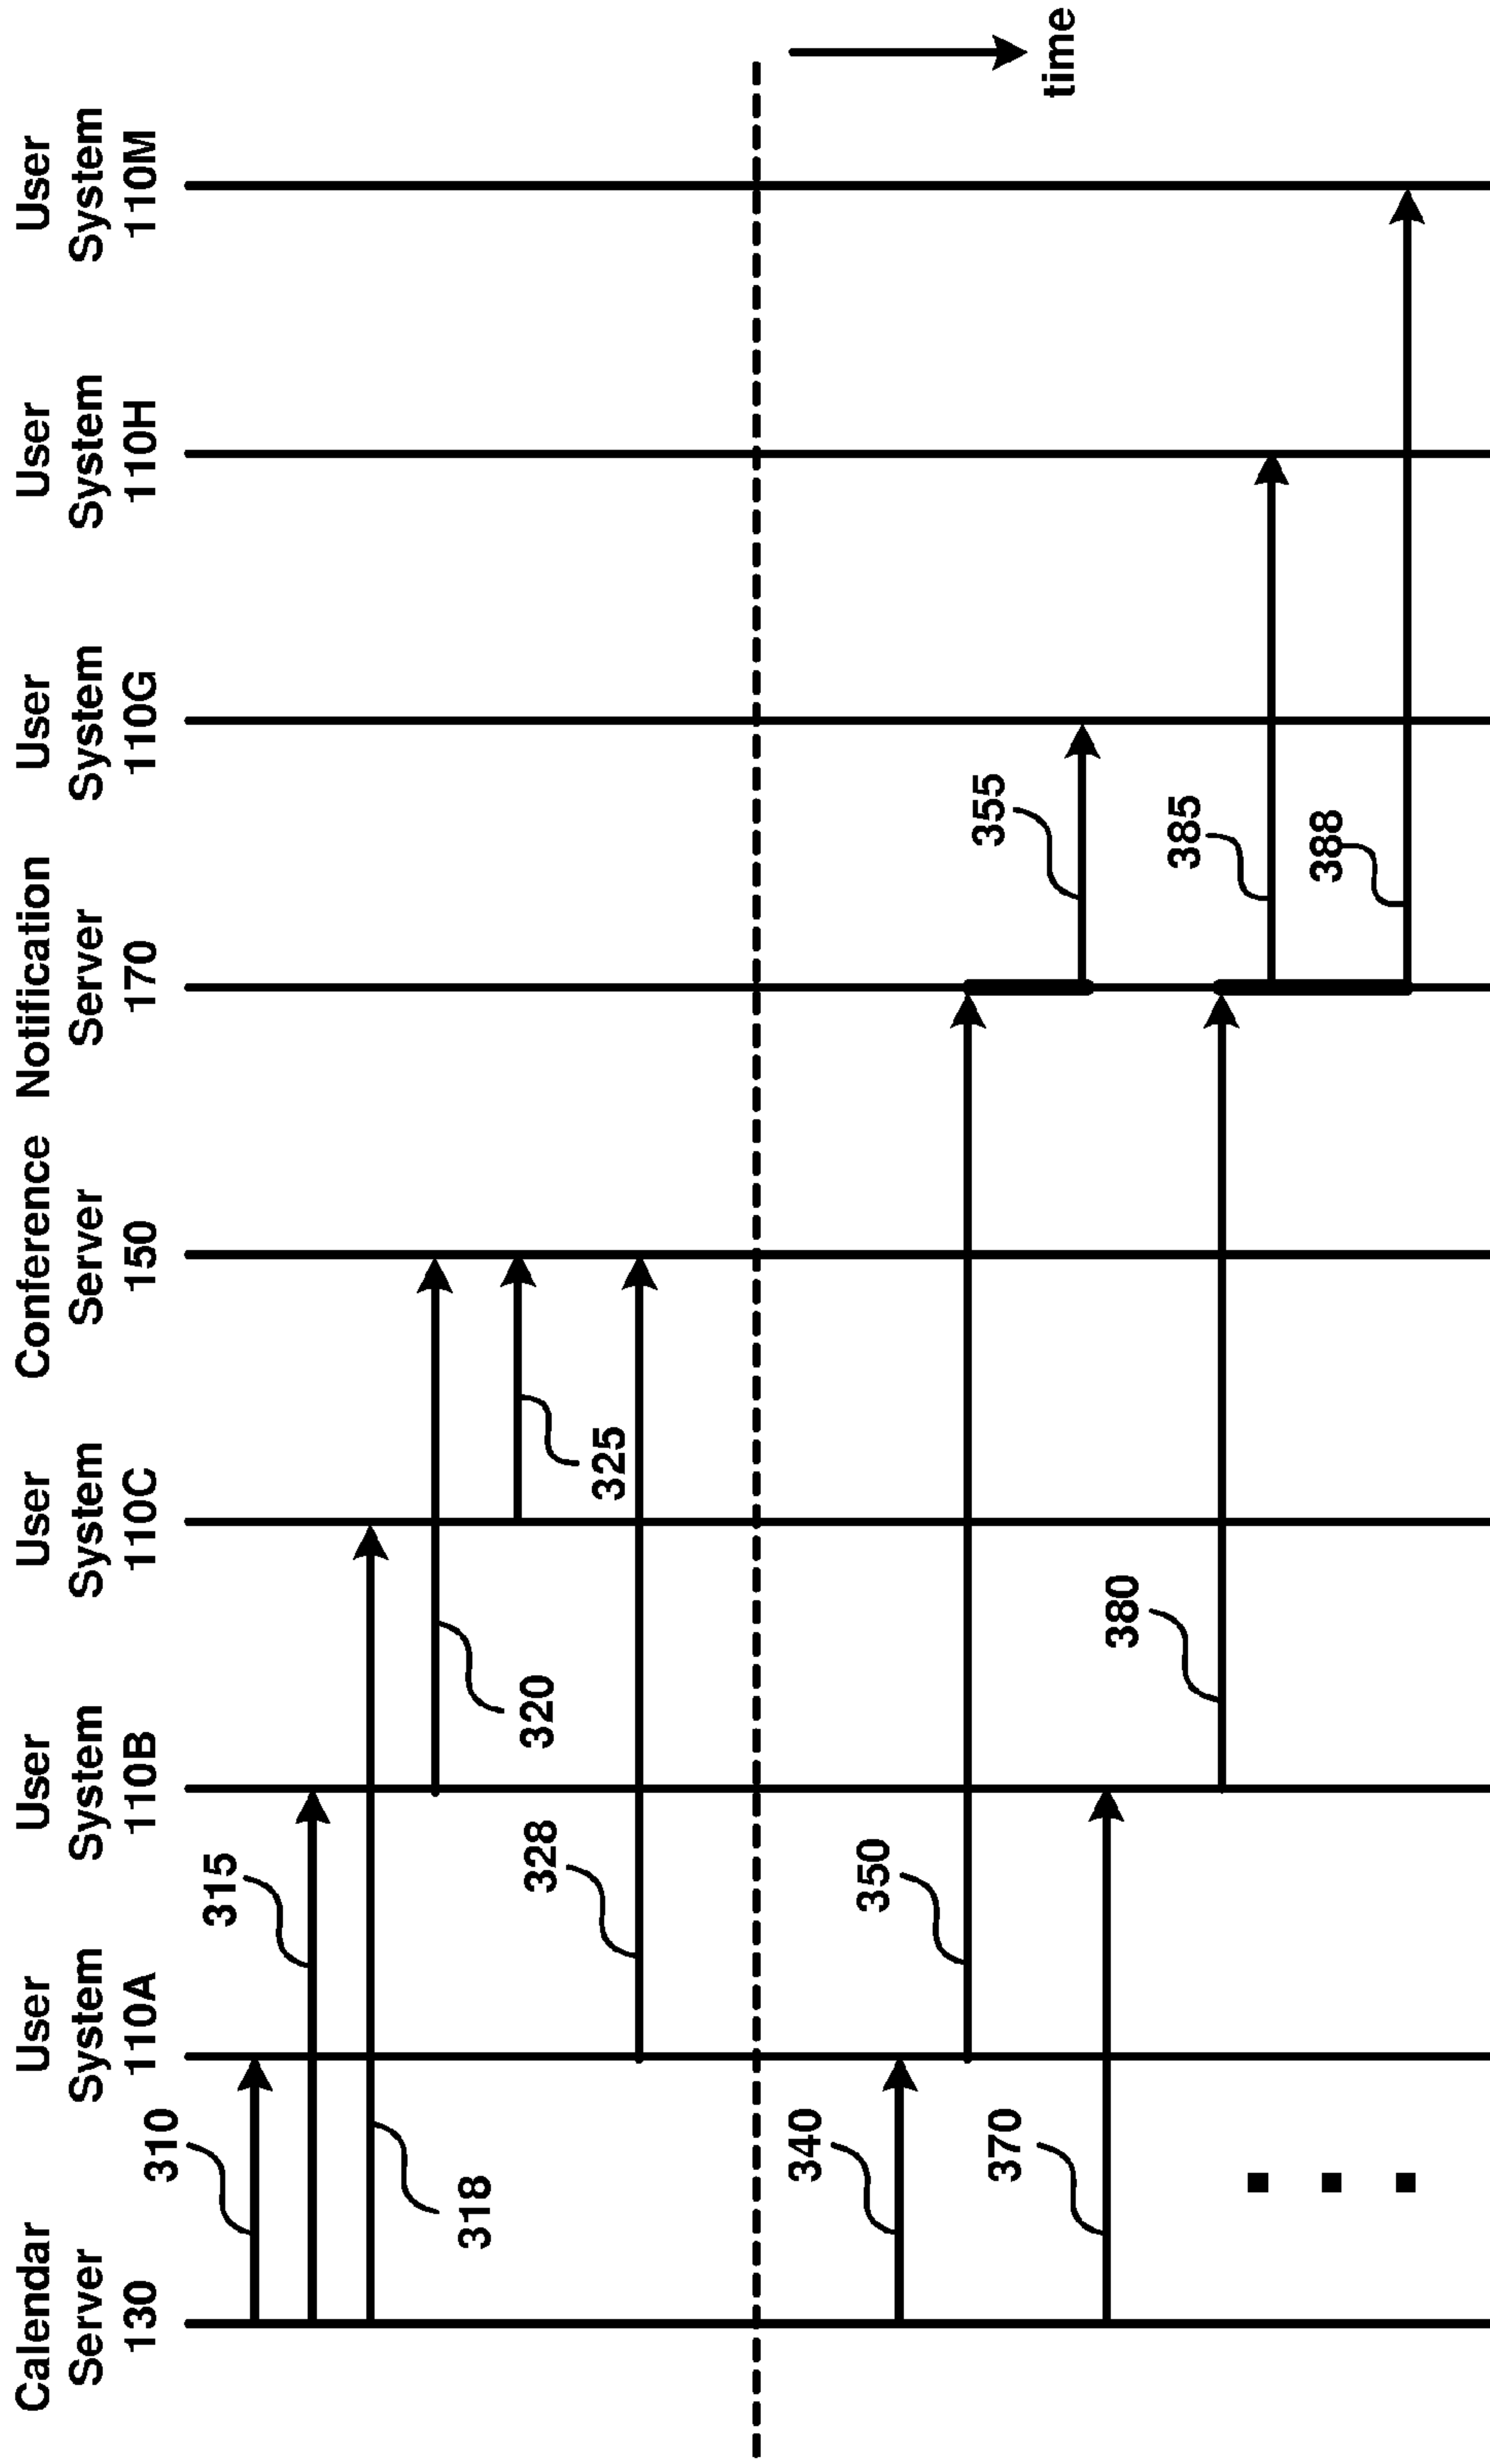 Calendar
Server
130
User
System
110A
User
System
110B
User
System
110C
Conference
Server
150
Notification
Server
170
User
System
110G
User
System
110H
User
System
110M
310
315
318
320
325
328
time
340
350
355
370
380
385
388